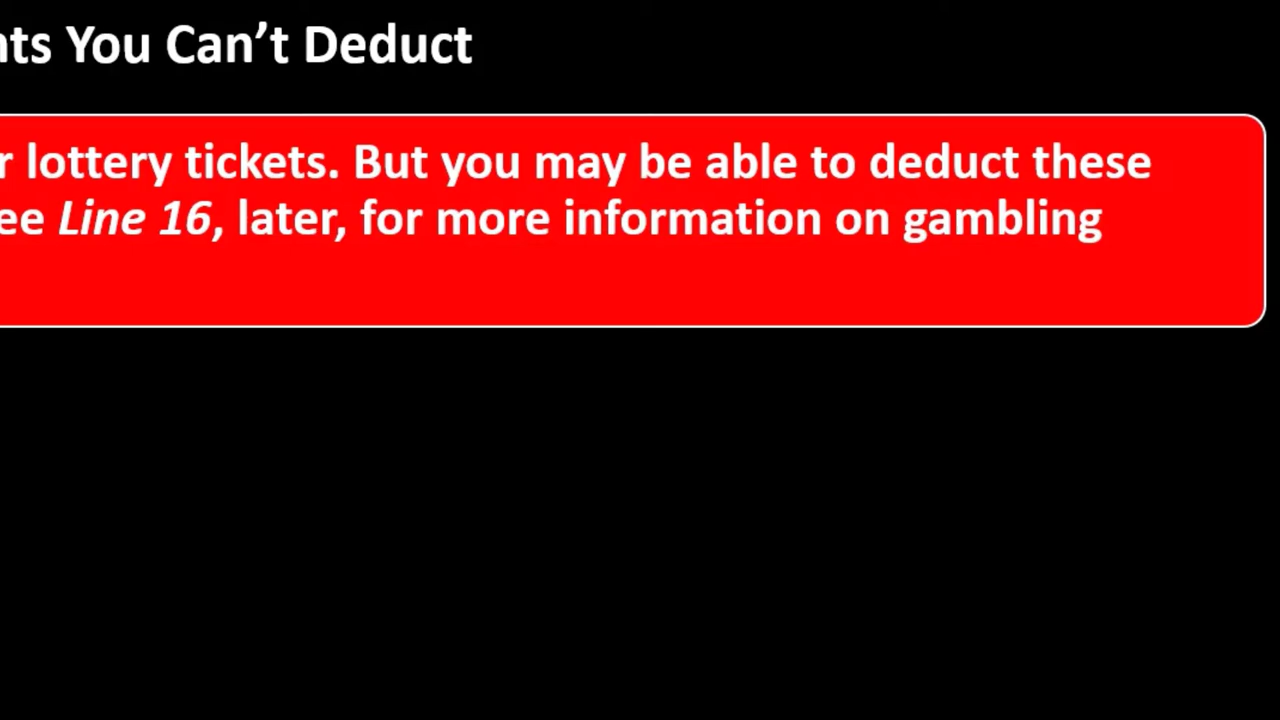 nts You Can’t Deduct
r lottery tickets. But you may be able to deduct these
ee Line 16, later, for more information on gambling